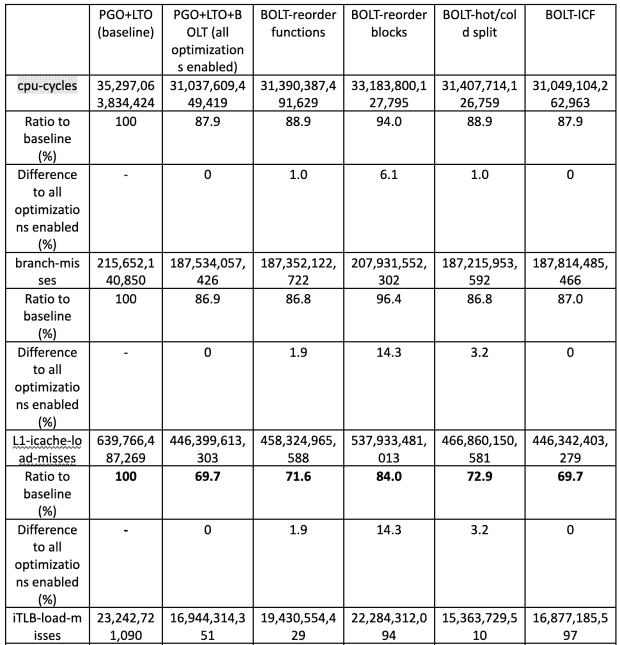 PGO+LTO (baseline) PGO+LTO+BOLT (all optimizations enabled) BOLT-reorder functions BOLT-reorder blocks BOLT-hot/cold split BOLT-ICF
cpu-cycles 35,297,063,834,424 31,037,609,449,419 31,390,387,491,629 33,183,800,127,795 31,407,714,126,759 31,049,104,262,963
Ratio to baseline (%) 100 87.9 88.9 94.0 88.9 87.9
Difference to all optimizations enabled (%) - 0 1.0 6.1 1.0 0
branch-misses 215,652,140,850 187,534,057,426 187,352,122,722 207,931,552,302 187,215,953,592 187,814,485,466
Ratio to baseline (%) 100 86.9 86.8 96.4 86.8 87.0
Difference to all optimizations enabled (%) - 0 1.9 14.3 3.2 0
L1-icache-load-misses 639,766,487,269 446,399,613,303 458,324,965,588 537,933,481,013 466,860,150,581 446,342,403,279
Ratio to baseline (%) 100 69.7 71.6 84.0 72.9 69.7
Difference to all optimizations enabled (%) - 0 1.9 14.3 3.2 0
iTLB-load-misses 23,242,721,090 16,944,314,351 19,430,554,429 22,284,312,094 15,363,729,510 16,877,185,597